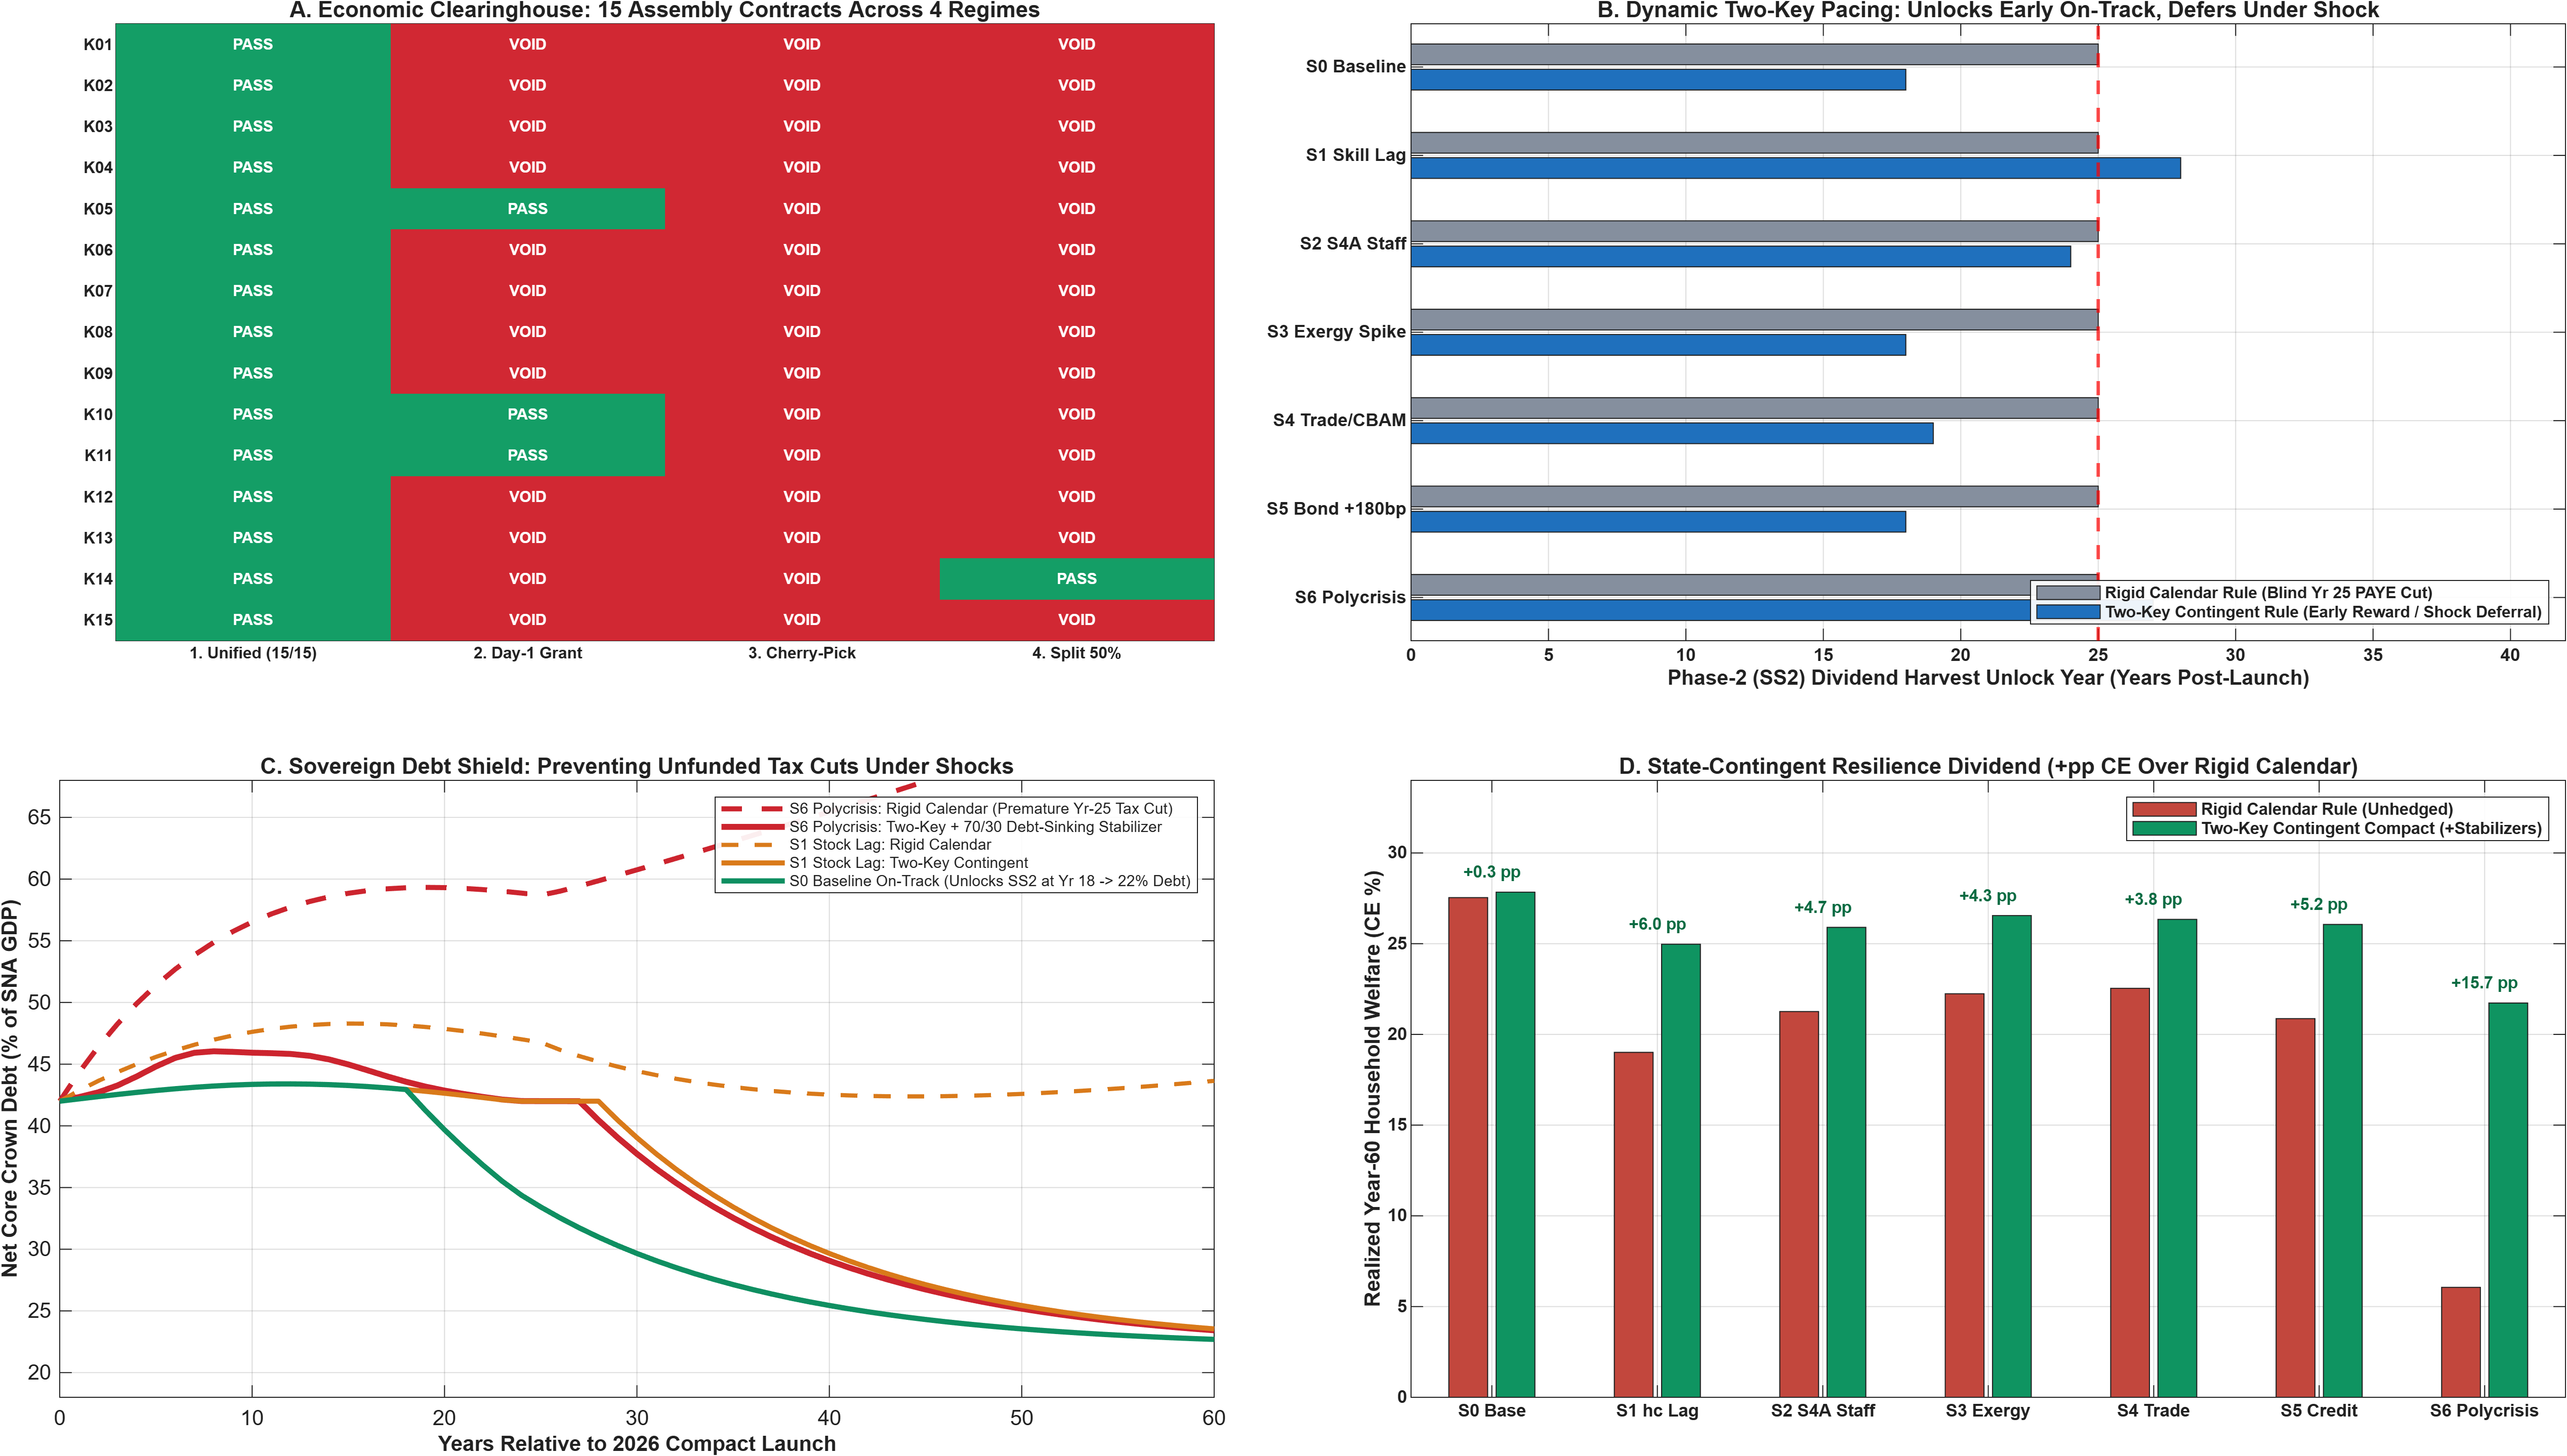 A. Economic Clearinghouse: 15 Assembly Contracts Across 4 Regimes
K01 PASS VOID VOID VOID
K02 PASS VOID VOID VOID
K03 PASS VOID VOID VOID
K04 PASS VOID VOID VOID
K05 PASS PASS VOID VOID
K06 PASS VOID VOID VOID
K07 PASS VOID VOID VOID
K08 PASS VOID VOID VOID
K09 PASS VOID VOID VOID
K10 PASS PASS VOID VOID
K11 PASS PASS VOID VOID
K12 PASS VOID VOID VOID
K13 PASS VOID VOID VOID
K14 PASS VOID VOID PASS
K15 PASS VOID VOID VOID
1. Unified (15/15) 2. Day-1 Grant 3. Cherry-Pick 4. Split 50%
B. Dynamic Two-Key Pacing: Unlocks Early On-Track, Defers Under Shock
S0 Baseline
S1 Skill Lag
S2 S4A Staff
S3 Exergy Spike
S4 Trade/CBAM
S5 Bond +180bp
S6 Polycrisis
Rigid Calendar Rule (Blind Yr 25 PAYE Cut)
Two-Key Contingent Rule (Early Reward / Shock Deferral)
0 5 10 15 20 25 30 35 40
Phase-2 (SS2) Dividend Harvest Unlock Year (Years Post-Launch)
C. Sovereign Debt Shield: Preventing Unfunded Tax Cuts Under Shocks
Net Core Crown Debt (% of SNA GDP)
65
60
55
50
45
40
35
30
25
20
S6 Polycrisis: Rigid Calendar (Premature Yr-25 Tax Cut)
S6 Polycrisis: Two-Key + 70/30 Debt-Sinking Stabilizer
S1 Stock Lag: Rigid Calendar
S1 Stock Lag: Two-Key Contingent
S0 Baseline On-Track (Unlocks SS2 at Yr 18 -> 22% Debt)
0 10 20 30 40 50 60
Years Relative to 2026 Compact Launch
D. State-Contingent Resilience Dividend (+pp CE Over Rigid Calendar)
Realized Year-60 Household Welfare (CE %)
30
25
20
15
10
5
0
Rigid Calendar Rule (Unhedged)
Two-Key Contingent Compact (+Stabilizers)
+0.3 pp
+6.0 pp
+4.7 pp
+4.3 pp
+3.8 pp
+5.2 pp
+15.7 pp
S0 Base S1 hc Lag S2 S4A Staff S3 Exergy S4 Trade S5 Credit S6 Polycrisis